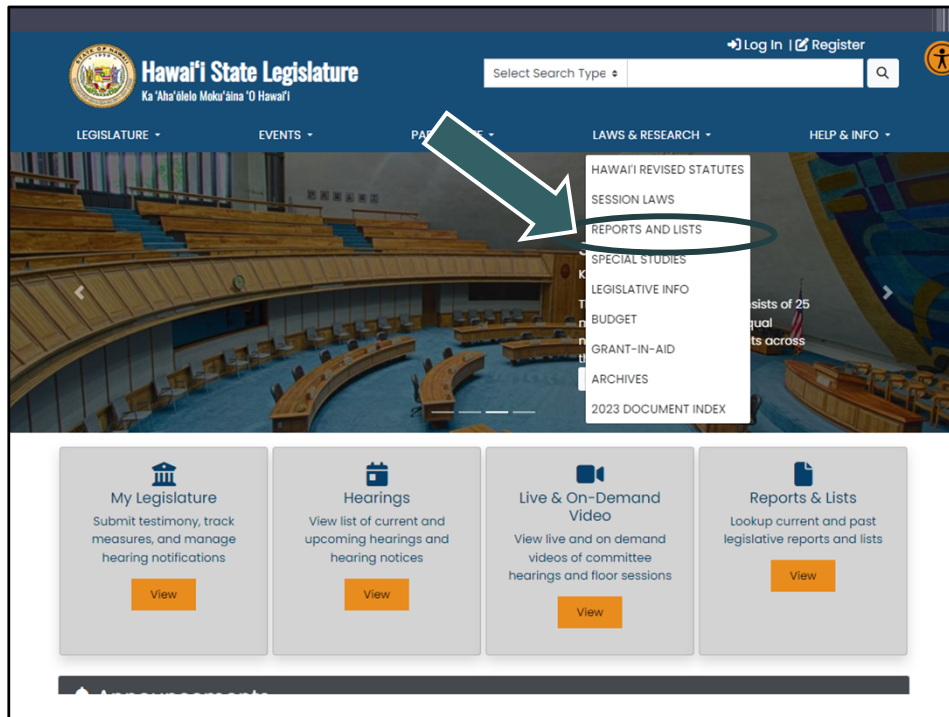 STATE OF HAWAII
1959
Log In | Register
Hawaiʻi State Legislature
Ka ʻAhaʻōlelo Mokuʻāina ʻO Hawaiʻi
Select Search Type
LEGISLATURE
EVENTS
LAWS & RESEARCH
HELP & INFO
HAWAI'I REVISED STATUTES
SESSION LAWS
REPORTS AND LISTS
SPECIAL STUDIES
LEGISLATIVE INFO
BUDGET
GRANT-IN-AID
ARCHIVES
2023 DOCUMENT INDEX
sists of 25
qual
ts across
My Legislature
Submit testimony, track
measures, and manage
hearing notifications
View
Hearings
View list of current and
upcoming hearings and
hearing notices
View
Live & On-Demand
Video
View live and on demand
videos of committee
hearings and floor sessions
View
Reports & Lists
Lookup current and past
legislative reports and lists
View